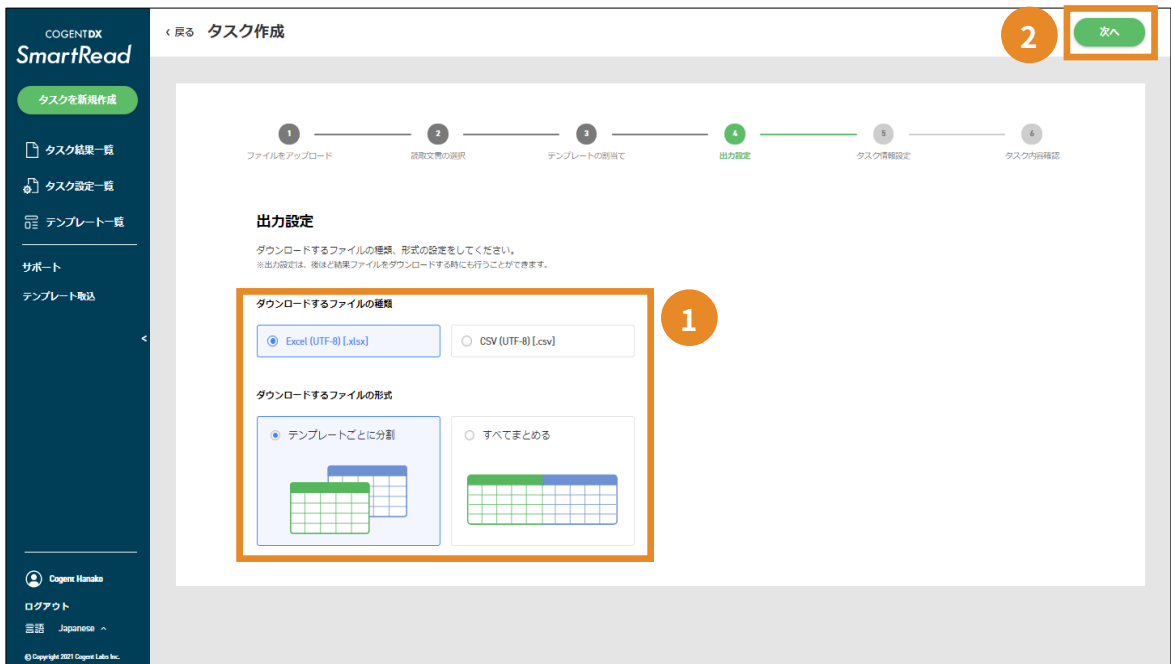 COGENTDX
SmartRead
タスクを新規作成
タスク結果一覧
タスク設定一覧
テンプレート一覧
サポート
テンプレート取込
<
Cogent Hanako
ログアウト
言語 Japanese ^
© Copyright 2021 Cogent Labs Inc.
‹ 戻る タスク作成
2
次へ
1 2 3 4 5 6
ファイルをアップロード 読取文書の選択 テンプレートの割当て 出力設定 タスク情報設定 タスク内容確認
出力設定
ダウンロードするファイルの種類、形式の設定をしてください。
※出力設定は、後ほど結果ファイルをダウンロードする時にも行うことができます。
ダウンロードするファイルの種類
1
Excel (UTF-8) [.xlsx] CSV (UTF-8) [.csv]
ダウンロードするファイルの形式
テンプレートごとに分割 すべてまとめる